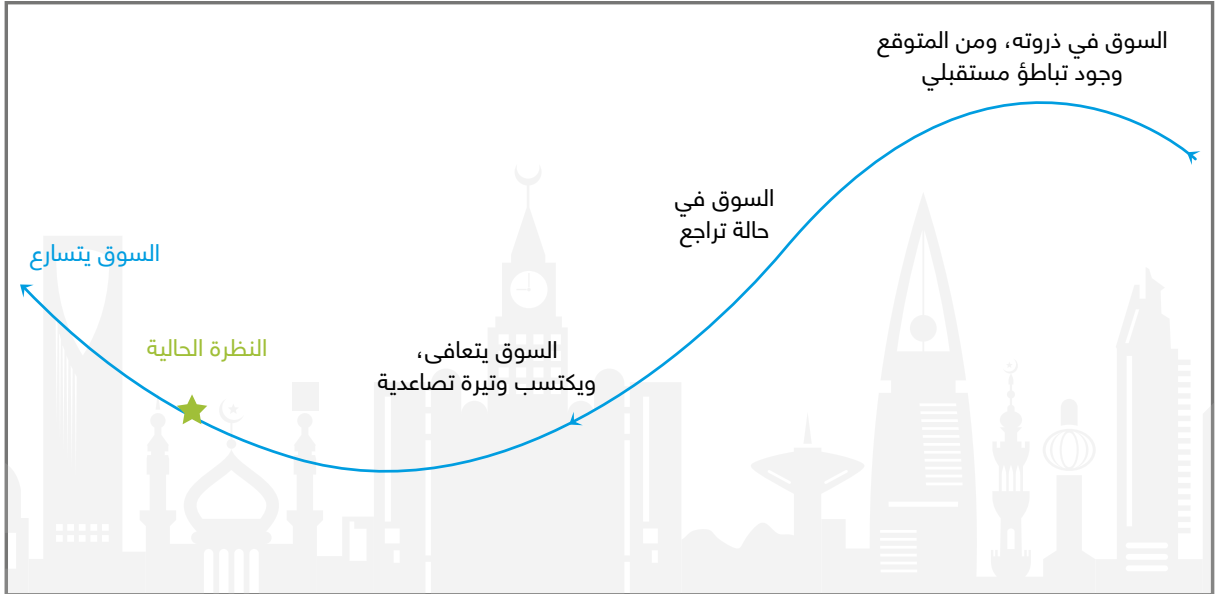 السوق في ذروته، ومن المتوقع
وجود تباطؤ مستقبلي
السوق في
حالة تراجع
السوق يتعافى،
ويكتسب وتيرة تصاعدية
النظرة الحالية
السوق يتسارع